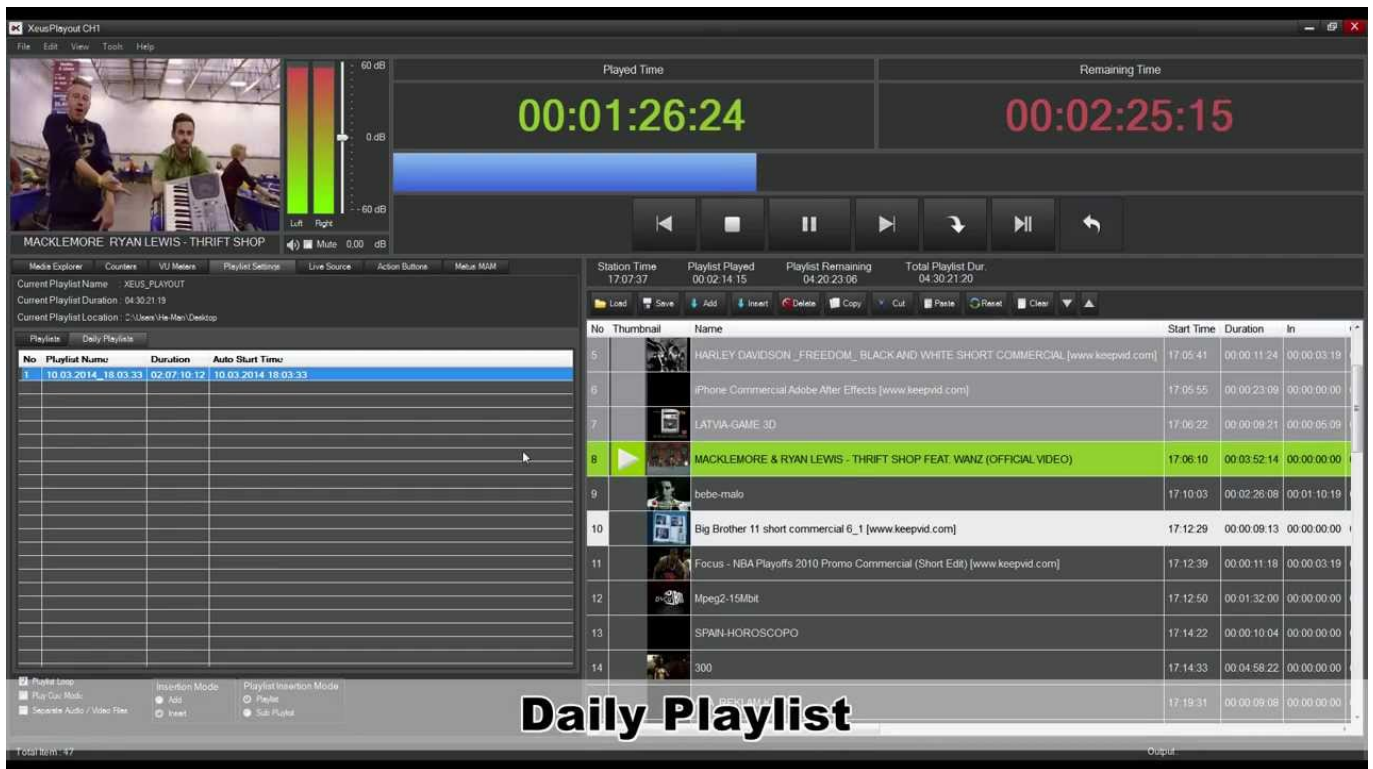 XeusPlayout CH1
File Edit View Tools Help
60 dB
0 dB
-60 dB
Left Right
MACKLEMORE RYAN LEWIS - THRIFT SHOP
Mute 0,00 dB
Played Time
Remaining Time
00:01:26:24
00:02:25:15
Media Explorer Counters VU Meters Playlist Settings Live Source Action Buttons Metus MAM
Current Playlist Name : XEUS_PLAYOUT
Current Playlist Duration : 04:30:21:19
Current Playlist Location : C:\Users\He-Man\Desktop
Playlists Daily Playlists
No Playlist Name Duration Auto Start Time
1 10.03.2014_18.03.33 02:07:10:12 10.03.2014 18:03:33
Playlist Loop
Play Cue Mode
Separate Audio / Video Files
Insertion Mode
Add
Insert
Playlist Insertion Mode
Playlist
Sub Playlist
Total Item : 47
Station Time Playlist Played Playlist Remaining Total Playlist Dur.
17:07:37 00:02:14:15 04:20:23:06 04:30:21:20
Load Save Add Insert Delete Copy Cut Paste Reset Clear
No Thumbnail Name Start Time Duration In
5 HARLEY DAVIDSON _FREEDOM_ BLACK AND WHITE SHORT COMMERCIAL [www.keepvid.com] 17:05:41 00:00:11:24 00:00:03:19
6 iPhone Commercial Adobe After Effects [www.keepvid.com] 17:05:55 00:00:23:09 00:00:00:00
7 LATVIA-GAME 3D 17:06:22 00:00:09:21 00:00:05:09
8 MACKLEMORE & RYAN LEWIS - THRIFT SHOP FEAT. WANZ (OFFICIAL VIDEO) 17:06:10 00:03:52:14 00:00:00:00
9 bebe-malo 17:10:03 00:02:26:08 00:01:10:19
10 Big Brother 11 short commercial 6_1 [www.keepvid.com] 17:12:29 00:00:09:13 00:00:00:00
11 Focus - NBA Playoffs 2010 Promo Commercial (Short Edit) [www.keepvid.com] 17:12:39 00:00:11:18 00:00:03:19
12 Mpeg2-15Mbit 17:12:50 00:01:32:00 00:00:00:00
13 SPAIN-HOROSCOPO 17:14:22 00:00:10:04 00:00:00:00
14 300 17:14:33 00:04:58:22 00:00:00:00
17:19:31 00:00:09:08 00:00:00:00
Daily Playlist
Output: